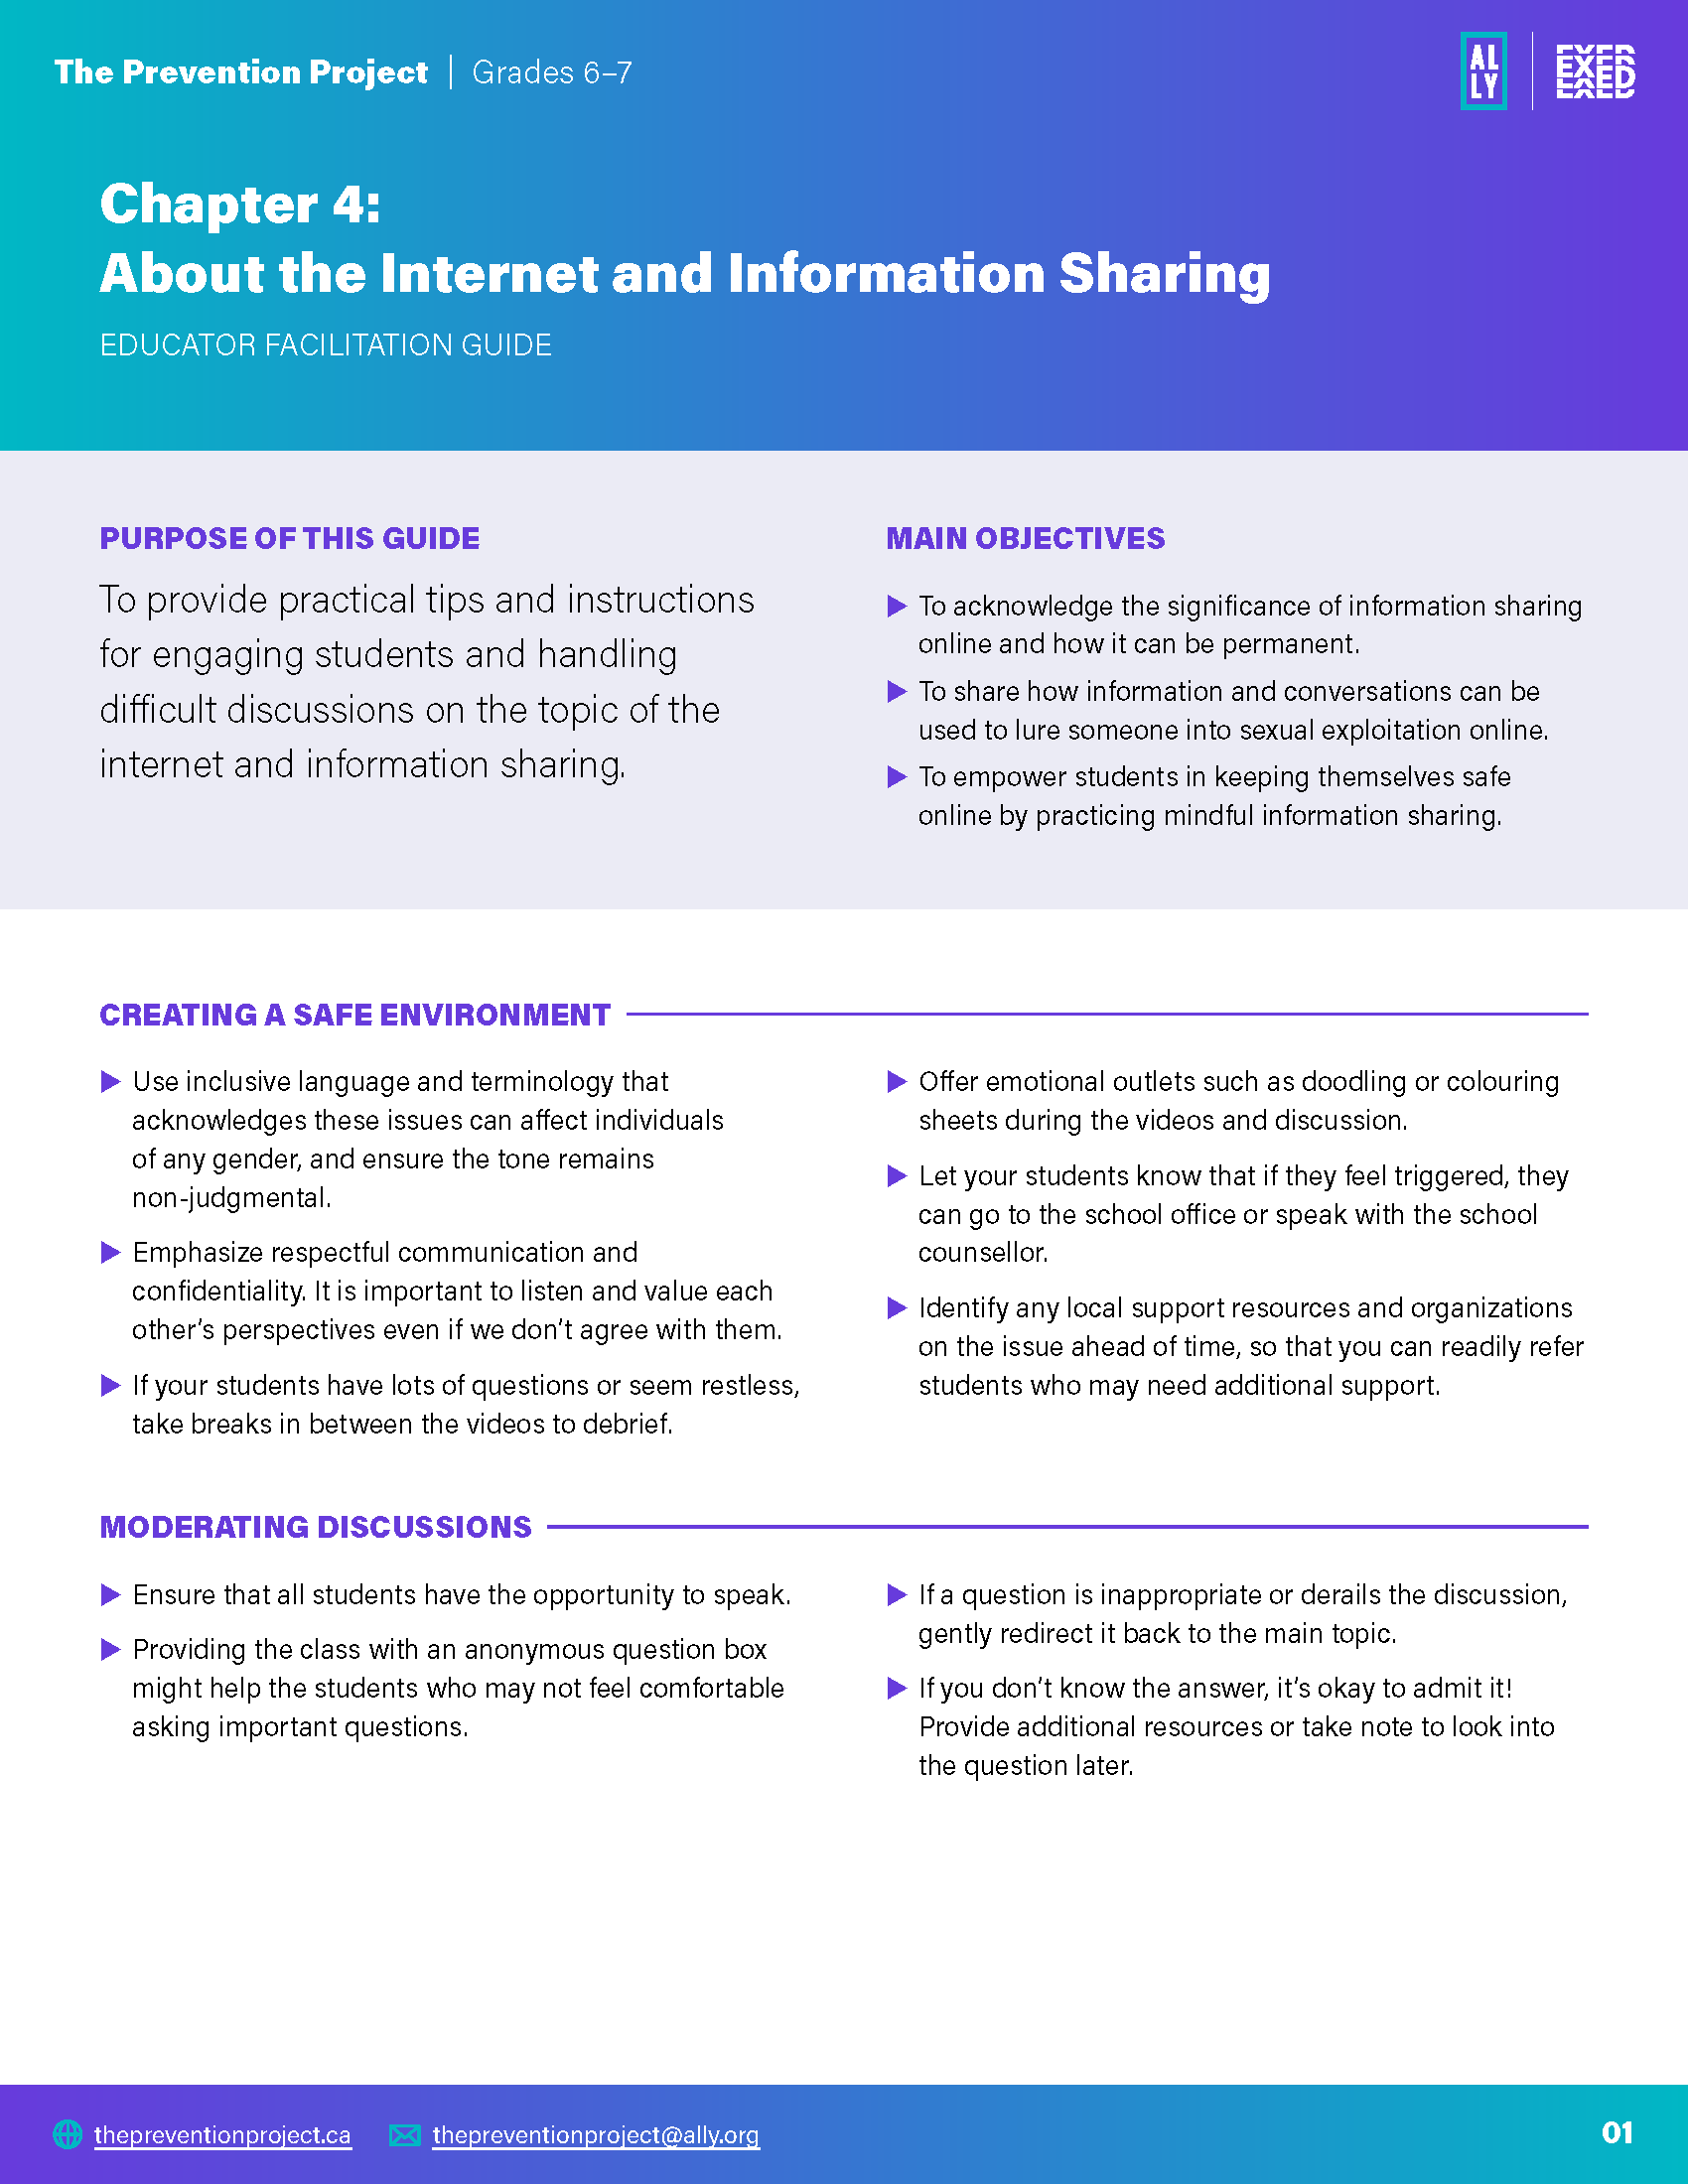 The Prevention Project | Grades 6–7
AL
LY
EXED
Chapter 4:
About the Internet and Information Sharing
EDUCATOR FACILITATION GUIDE
PURPOSE OF THIS GUIDE
To provide practical tips and instructions
for engaging students and handling
difficult discussions on the topic of the
internet and information sharing.
MAIN OBJECTIVES
▶ To acknowledge the significance of information sharing
online and how it can be permanent.
▶ To share how information and conversations can be
used to lure someone into sexual exploitation online.
▶ To empower students in keeping themselves safe
online by practicing mindful information sharing.
CREATING A SAFE ENVIRONMENT
▶ Use inclusive language and terminology that
acknowledges these issues can affect individuals
of any gender, and ensure the tone remains
non-judgmental.
▶ Emphasize respectful communication and
confidentiality. It is important to listen and value each
other’s perspectives even if we don’t agree with them.
▶ If your students have lots of questions or seem restless,
take breaks in between the videos to debrief.
▶ Offer emotional outlets such as doodling or colouring
sheets during the videos and discussion.
▶ Let your students know that if they feel triggered, they
can go to the school office or speak with the school
counsellor.
▶ Identify any local support resources and organizations
on the issue ahead of time, so that you can readily refer
students who may need additional support.
MODERATING DISCUSSIONS
▶ Ensure that all students have the opportunity to speak.
▶ Providing the class with an anonymous question box
might help the students who may not feel comfortable
asking important questions.
▶ If a question is inappropriate or derails the discussion,
gently redirect it back to the main topic.
▶ If you don’t know the answer, it’s okay to admit it!
Provide additional resources or take note to look into
the question later.
thepreventionproject.ca
thepreventionproject@ally.org
01